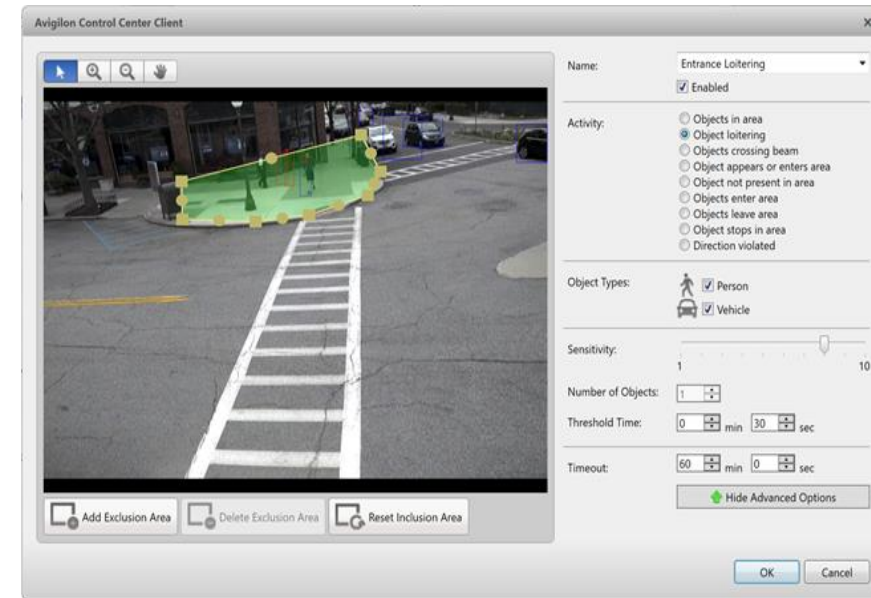 Avigilon Control Center Client
Name: Entrance Loitering
Enabled
Activity: Objects in area
Object loitering
Objects crossing beam
Object appears or enters area
Object not present in area
Objects enter area
Objects leave area
Object stops in area
Direction violated
Object Types: Person
Vehicle
Sensitivity:
1 10
Number of Objects: 1
Threshold Time: 0 min 30 sec
Timeout: 60 min 0 sec
Hide Advanced Options
Add Exclusion Area Delete Exclusion Area Reset Inclusion Area
OK Cancel